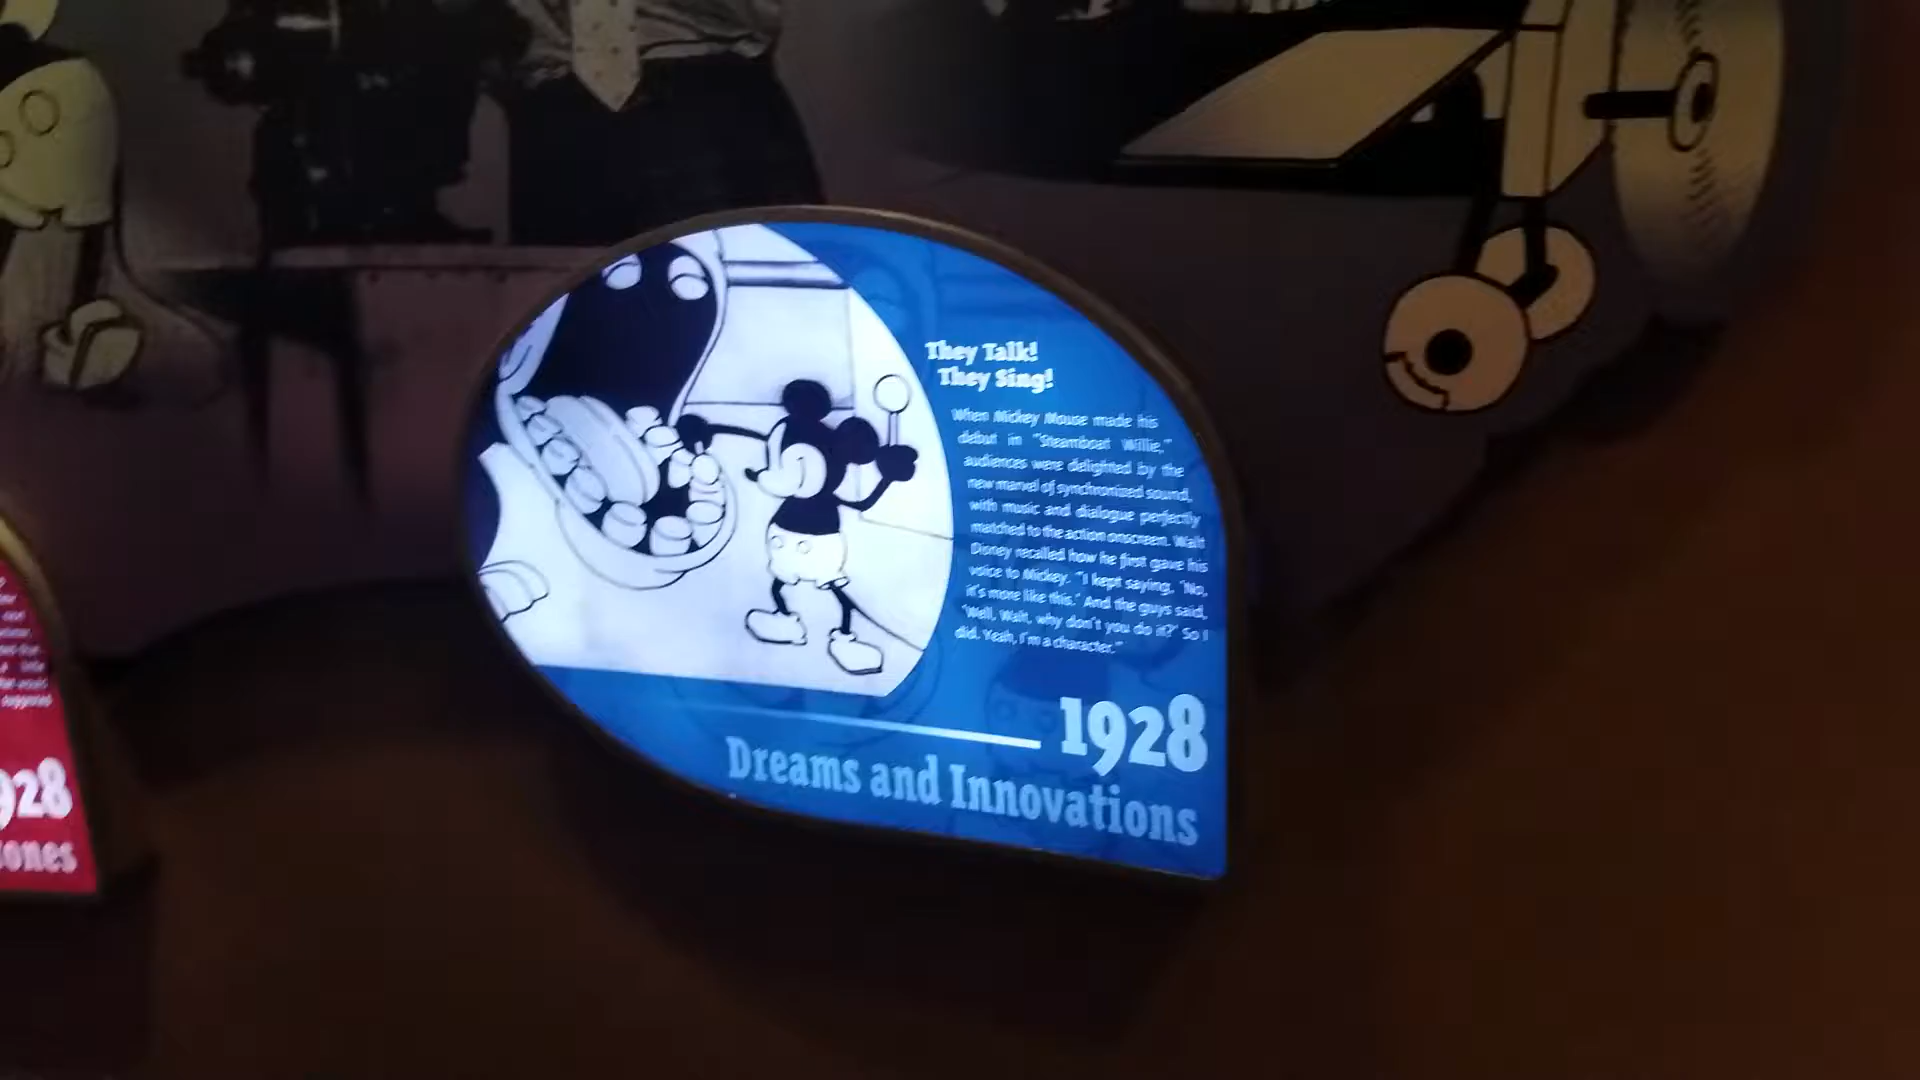 They Talk!
They Sing!
When Mickey Mouse made his
debut in "Steamboat Willie,"
audiences were delighted by the
new marvel of synchronized sound,
with music and dialogue perfectly
matched to the action onscreen. Walt
Disney recalled how he first gave his
voice to Mickey. "I kept saying, 'No,
it's more like this.' And the guys said,
'Well, Walt, why don't you do it?' So I
did. Yeah, I'm a character."
1928
Dreams and Innovations
a little
suggested
928
ones